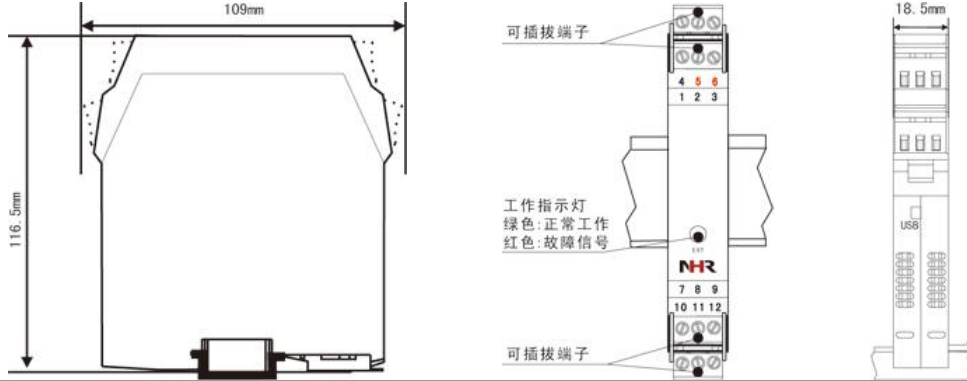 109mm
116.5mm
可插拔端子
4 5 6
1 2 3
工作指示灯
绿色:正常工作
红色:故障信号
EXT
NHR
7 8 9
10 11 12
可插拔端子
18.5mm
USB